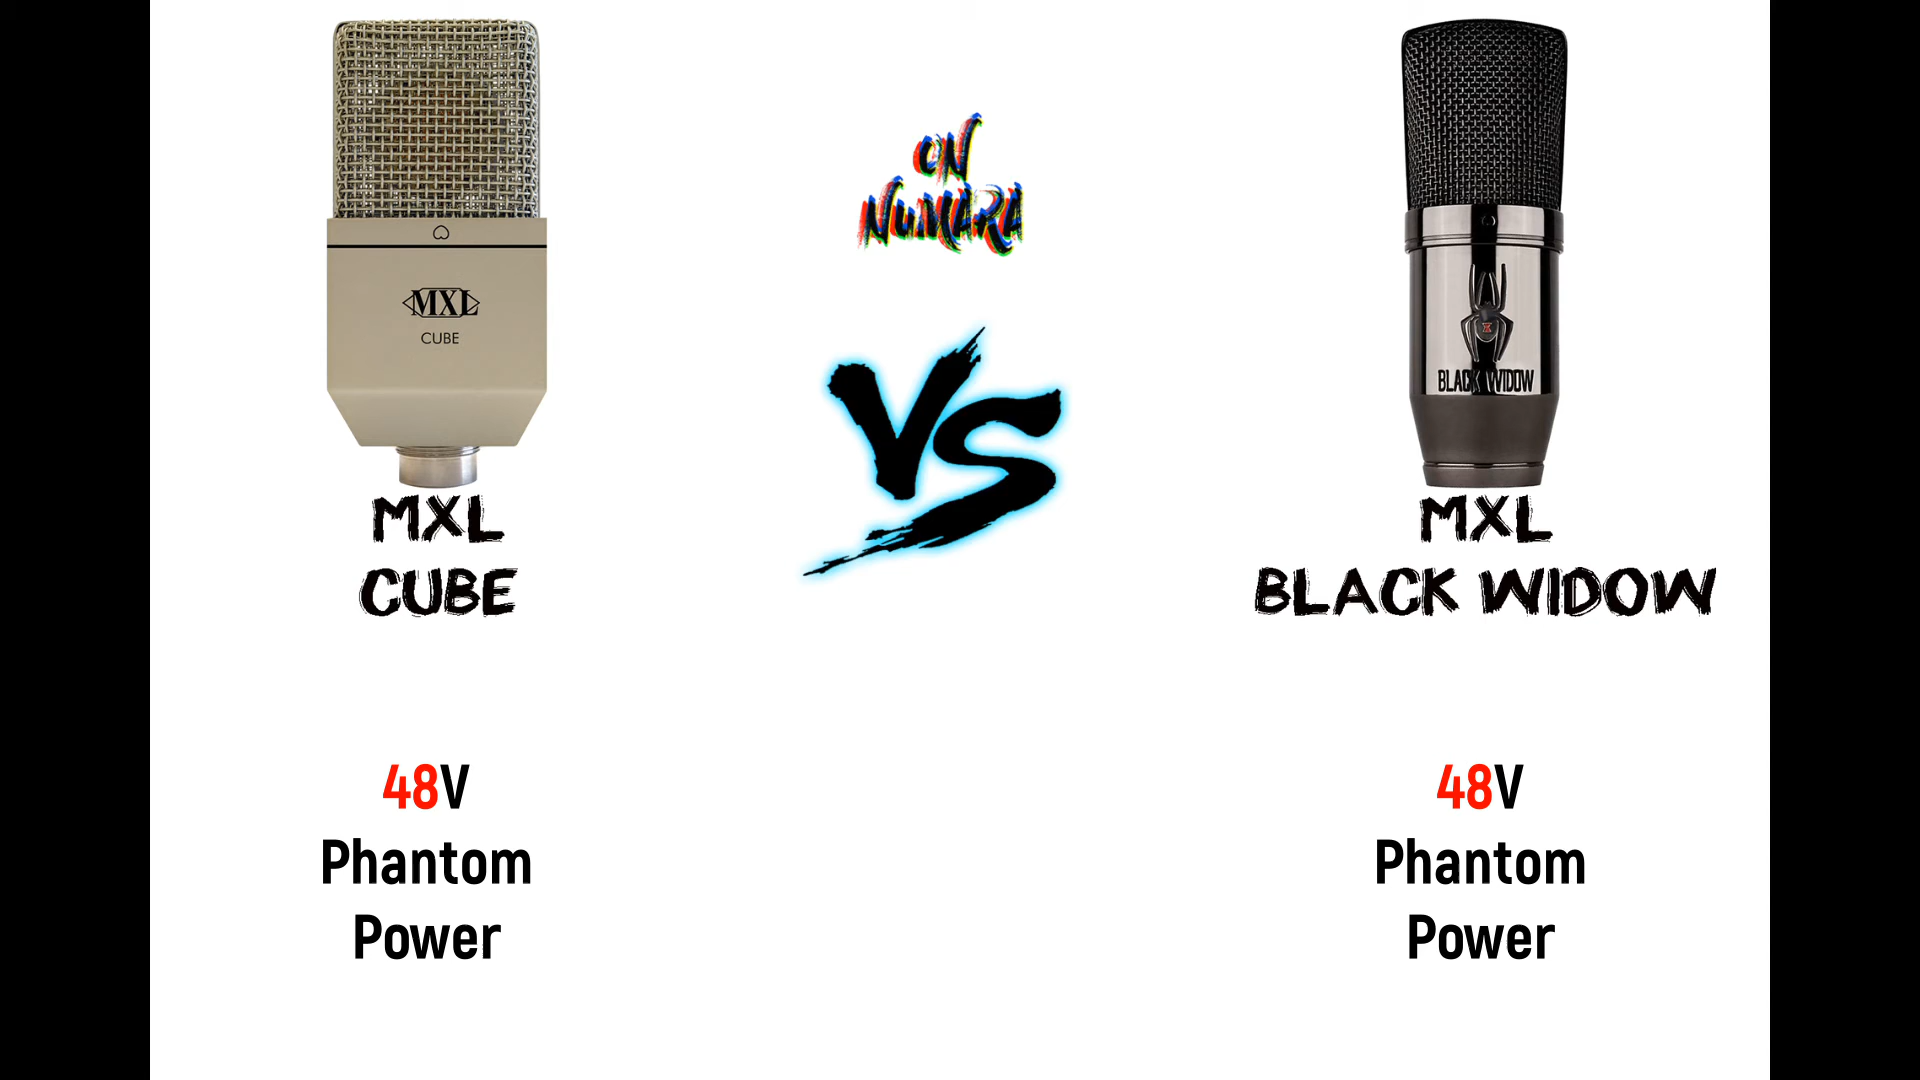 MXL
CUBE
ON
NUMARA
VS
BLACK WIDOW
MXL
CUBE
MXL
BLACK WIDOW
48V
Phantom
Power
48V
Phantom
Power